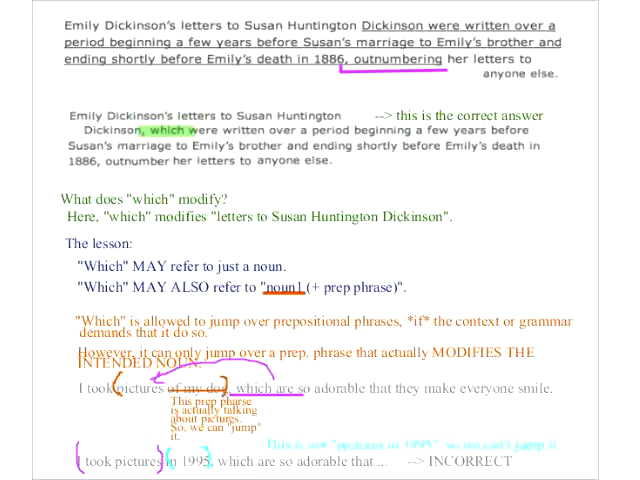 Emily Dickinson's letters to Susan Huntington Dickinson were written over a
period beginning a few years before Susan's marriage to Emily's brother and
ending shortly before Emily's death in 1886, outnumbering her letters to
anyone else.
Emily Dickinson's letters to Susan Huntington --> this is the correct answer
Dickinson, which were written over a period beginning a few years before
Susan's marriage to Emily's brother and ending shortly before Emily's death in
1886, outnumber her letters to anyone else.
What does "which" modify?
Here, "which" modifies "letters to Susan Huntington Dickinson".
The lesson:
"Which" MAY refer to just a noun.
"Which" MAY ALSO refer to "noun1 (+ prep phrase)".
"Which" is allowed to jump over prepositional phrases, *if* the context or grammar
demands that it do so.
However, it can only jump over a prep. phrase that actually MODIFIES THE
INTENDED NOUN.
I took pictures of my dog, which are so adorable that they make everyone smile.
This prep pharse
is actually talking
about pictures.
So, we can "jump"
it.
This is not "pictures in 1995" so we can't jump it
I took pictures in 1995, which are so adorable that ... --> INCORRECT